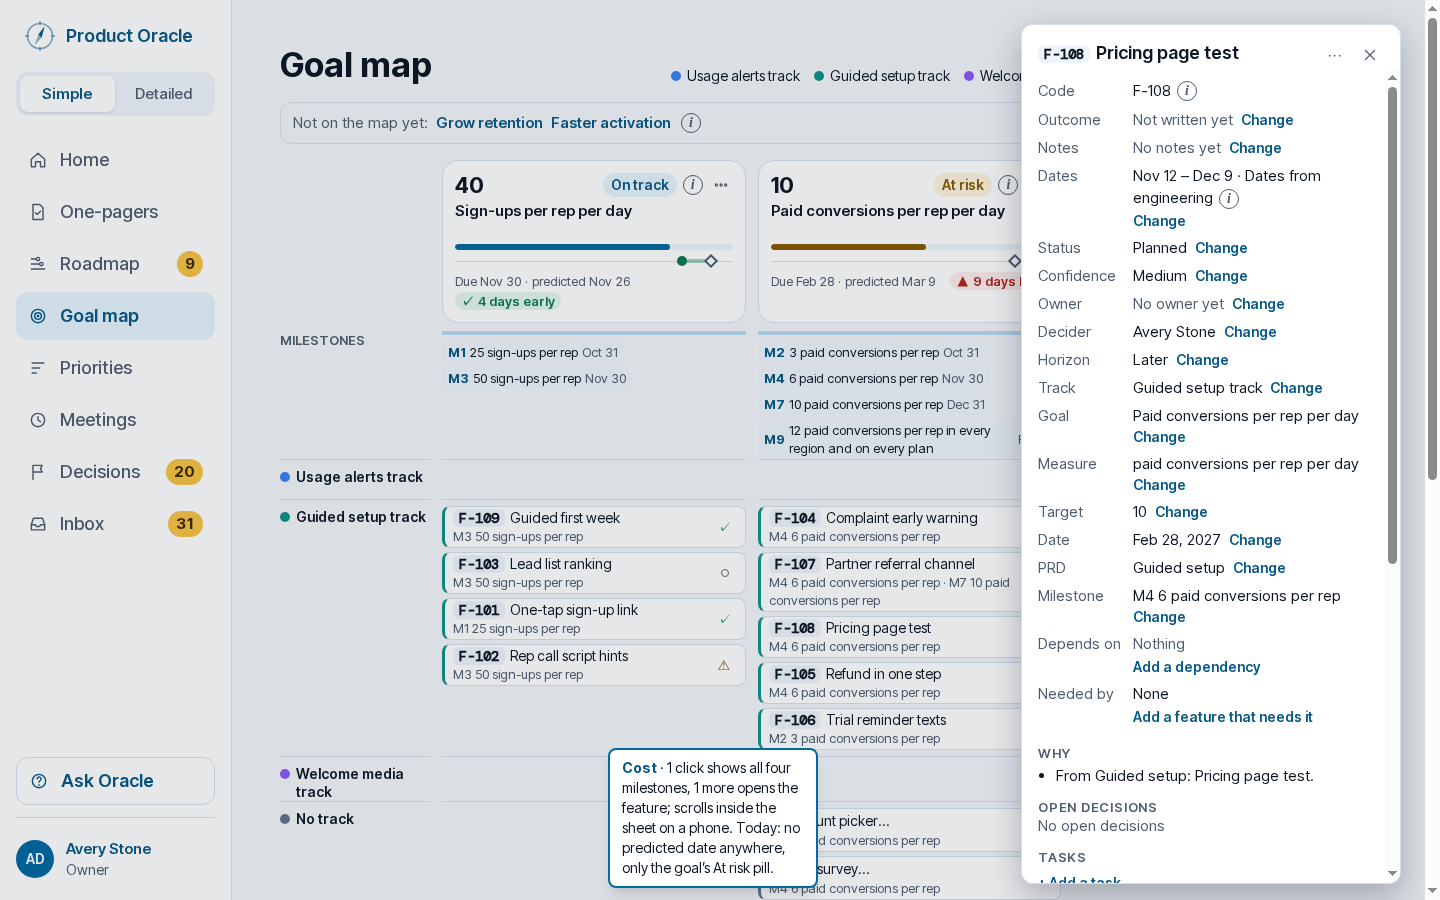 Product Oracle
Simple
Detailed
Home
One-pagers
Roadmap 9
Goal map
Priorities
Meetings
Decisions 20
Inbox 31
Ask Oracle
AD
Avery Stone
Owner
Goal map
Usage alerts track
Guided setup track
Not on the map yet: Grow retention Faster activation i
40
On track i •••
Sign-ups per rep per day
Due Nov 30 · predicted Nov 26
✓ 4 days early
10
At risk i
Paid conversions per rep per day
Due Feb 28 · predicted Mar 9
▲ 9 days
MILESTONES
M1 25 sign-ups per rep Oct 31
M3 50 sign-ups per rep Nov 30
M2 3 paid conversions per rep Oct 31
M4 6 paid conversions per rep Nov 30
M7 10 paid conversions per rep Dec 31
M9 12 paid conversions per rep in every
region and on every plan
Usage alerts track
Guided setup track
F-109 Guided first week ✓
M3 50 sign-ups per rep
F-103 Lead list ranking ○
M3 50 sign-ups per rep
F-101 One-tap sign-up link ✓
M1 25 sign-ups per rep
F-102 Rep call script hints ⚠
M3 50 sign-ups per rep
F-104 Complaint early warning
M4 6 paid conversions per rep
F-107 Partner referral channel
M4 6 paid conversions per rep · M7 10 paid
conversions per rep
F-108 Pricing page test
M4 6 paid conversions per rep
F-105 Refund in one step
M4 6 paid conversions per rep
F-106 Trial reminder texts
M2 3 paid conversions per rep
Welcome media
track
No track
picker…
paid conversions per rep
survey…
M4 6 paid conversions per rep
Cost · 1 click shows all four
milestones, 1 more opens the
feature; scrolls inside the
sheet on a phone. Today: no
predicted date anywhere,
only the goal’s At risk pill.
F-108 Pricing page test ···
Code F-108 i
Outcome Not written yet Change
Notes No notes yet Change
Dates Nov 12 – Dec 9 · Dates from
engineering i
Change
Status Planned Change
Confidence Medium Change
Owner No owner yet Change
Decider Avery Stone Change
Horizon Later Change
Track Guided setup track Change
Goal Paid conversions per rep per day
Change
Measure paid conversions per rep per day
Change
Target 10 Change
Date Feb 28, 2027 Change
PRD Guided setup Change
Milestone M4 6 paid conversions per rep
Change
Depends on Nothing
Add a dependency
Needed by None
Add a feature that needs it
WHY
• From Guided setup: Pricing page test.
OPEN DECISIONS
No open decisions
TASKS
+ Add a task